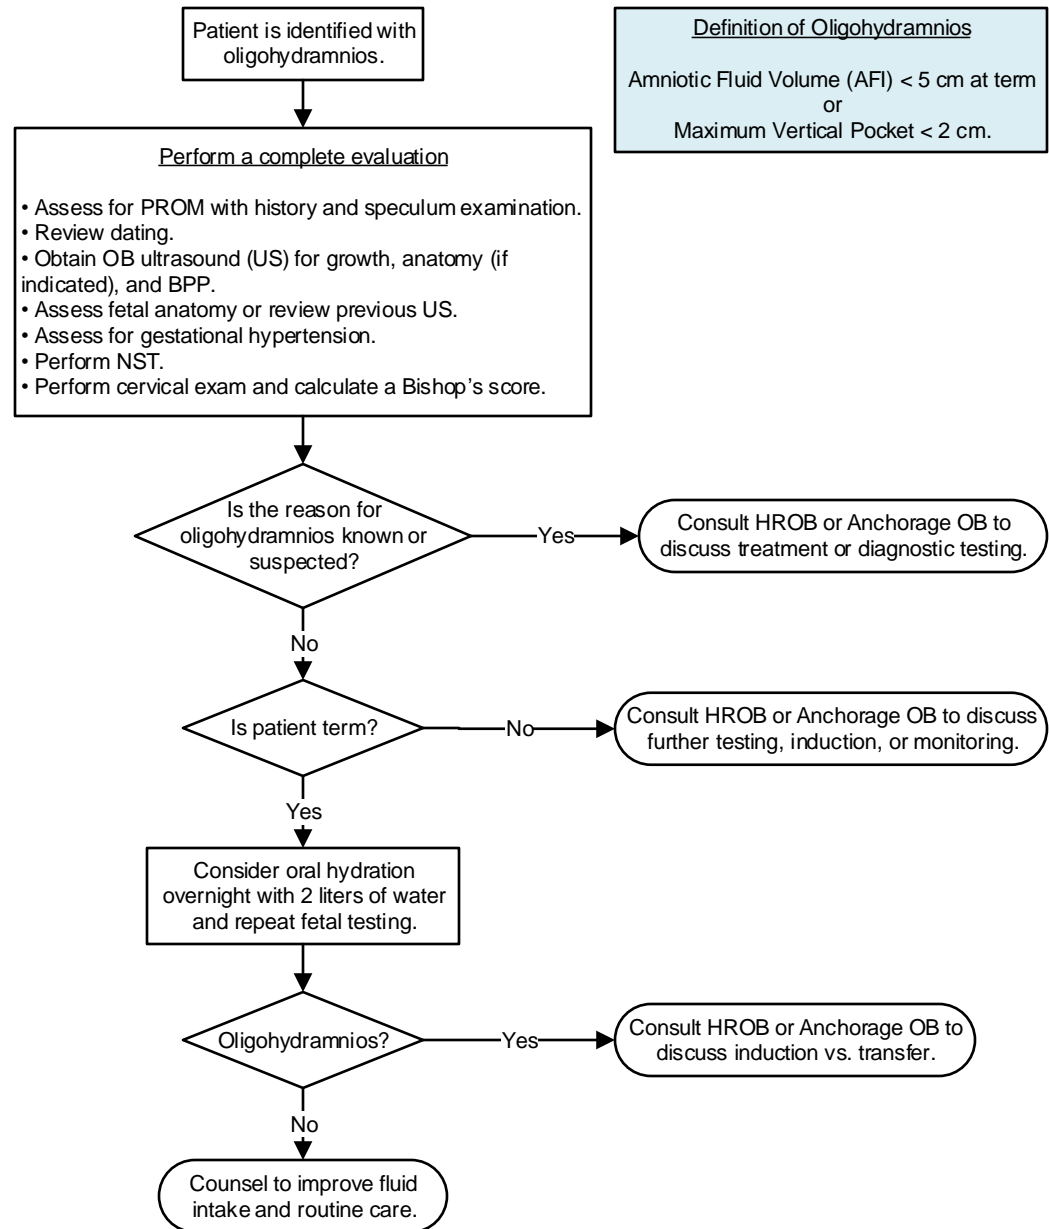 Patient is identified with
oligohydramnios.
Definition of Oligohydramnios
Amniotic Fluid Volume (AFI) < 5 cm at term
or
Maximum Vertical Pocket < 2 cm.
Perform a complete evaluation
• Assess for PROM with history and speculum examination.
• Review dating.
• Obtain OB ultrasound (US) for growth, anatomy (if
indicated), and BPP.
• Assess fetal anatomy or review previous US.
• Assess for gestational hypertension.
• Perform NST.
• Perform cervical exam and calculate a Bishop's score.
Is the reason for
oligohydramnios known or
suspected?
Yes
Consult HROB or Anchorage OB to
discuss treatment or diagnostic testing.
No
Is patient term?
No
Consult HROB or Anchorage OB to discuss
further testing, induction, or monitoring.
Yes
Consider oral hydration
overnight with 2 liters of water
and repeat fetal testing.
Oligohydramnios?
Yes
Consult HROB or Anchorage OB to
discuss induction vs. transfer.
No
Counsel to improve fluid
intake and routine care.